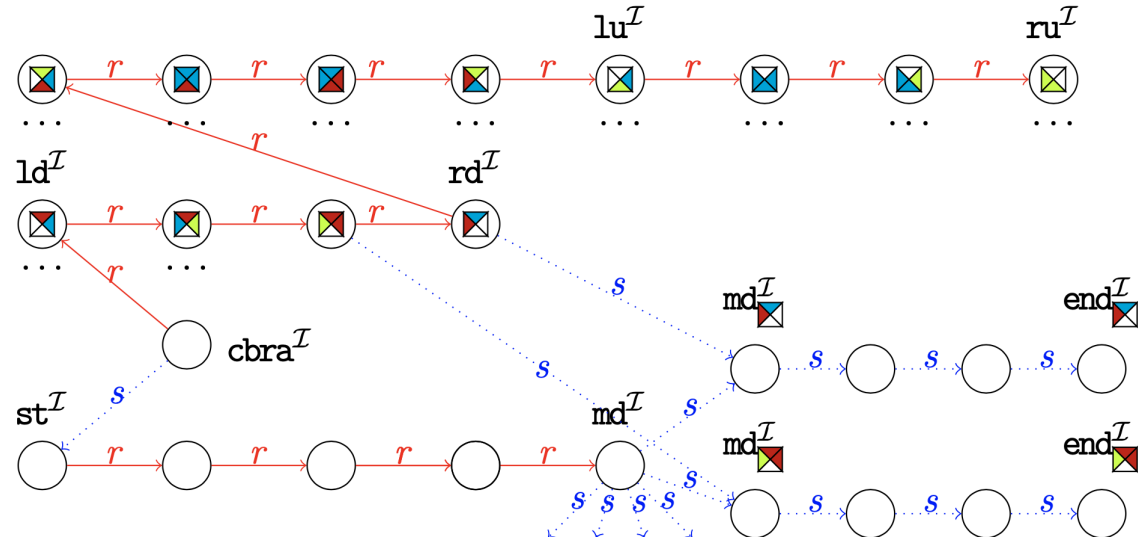 lu^ℐ ru^ℐ
r r r r r r r
... ... ... ... ... ... ... ...
r
ld^ℐ rd^ℐ
r r r
... ...
r s
md^ℐ end^ℐ
cbra^ℐ
s s s s
s
st^ℐ md^ℐ s
r r r r
md^ℐ end^ℐ
s
s s s s s s s